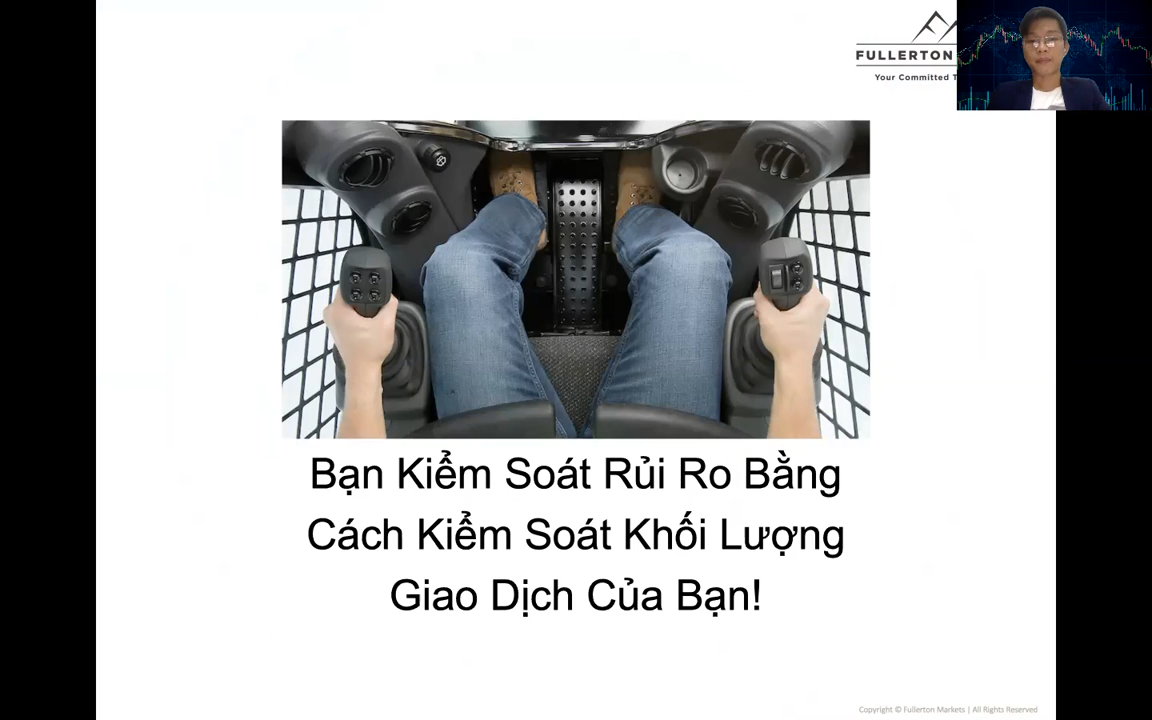 FULLERTON
Your Committed
Bạn Kiểm Soát Rủi Ro Bằng
Cách Kiểm Soát Khối Lượng
Giao Dịch Của Bạn!
Copyright © Fullerton Markets | All Rights Reserved